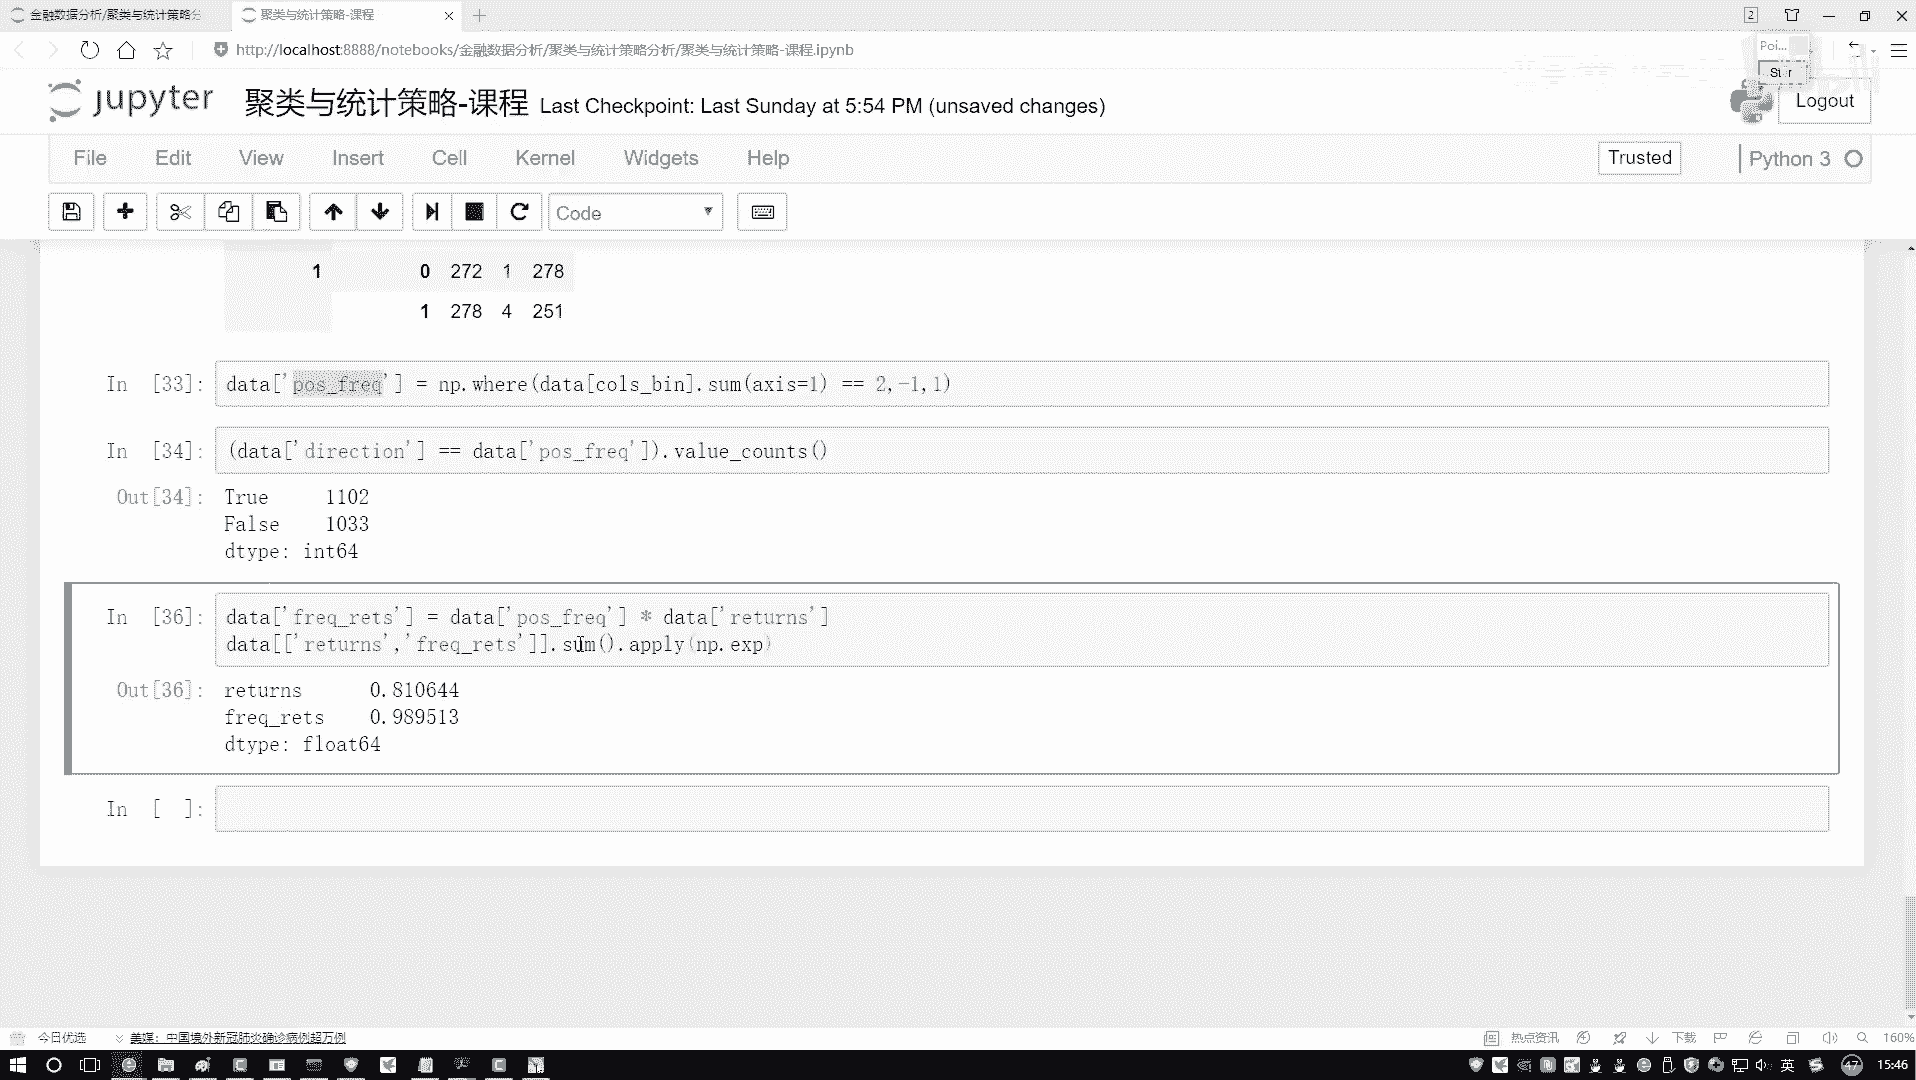 金融数据分析/聚类与统计策略分
聚类与统计策略-课程
2
http://localhost:8888/notebooks/金融数据分析/聚类与统计策略分析/聚类与统计策略-课程.ipynb
Poi...
jupyter
聚类与统计策略-课程 Last Checkpoint: Last Sunday at 5:54 PM (unsaved changes)
Logout
File Edit View Insert Cell Kernel Widgets Help
Trusted
Python 3
Code
1 0 272 1 278
1 278 4 251
In [33]: data['pos_freq'] = np.where(data[cols_bin].sum(axis=1) == 2,-1,1)
In [34]: (data['direction'] == data['pos_freq']).value_counts()
Out[34]: True 1102
False 1033
dtype: int64
In [36]: data['freq_rets'] = data['pos_freq'] * data['returns']
data[['returns','freq_rets']].sum().apply(np.exp)
Out[36]: returns 0.810644
freq_rets 0.989513
dtype: float64
In [ ]:
今日优选
美媒：中国境外新冠肺炎确诊病例超万例
热点资讯
下载
160%
英
47
15:46